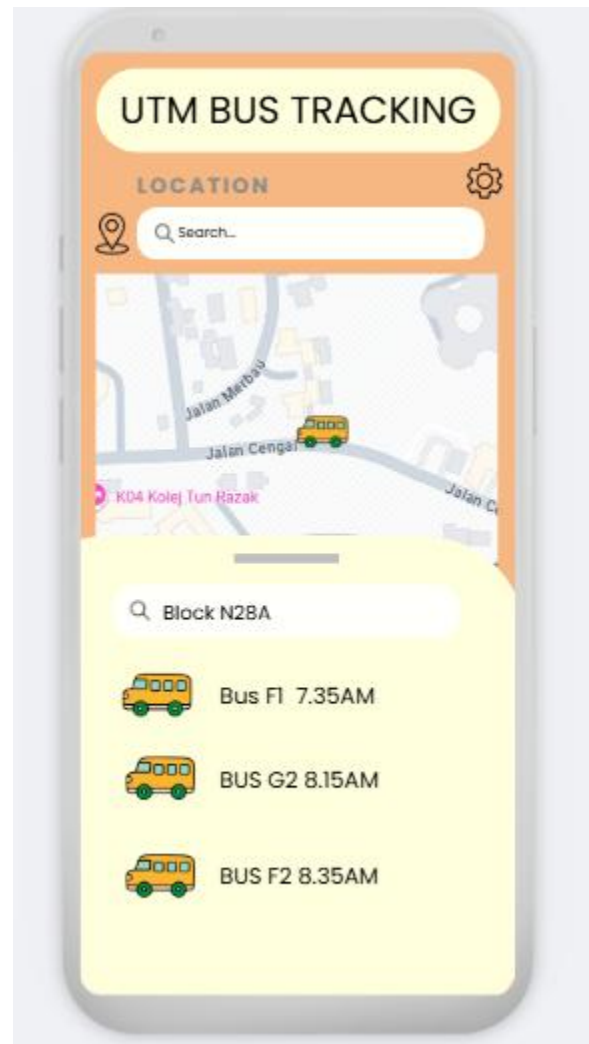 UTM BUS TRACKING
LOCATION
Search...
Jalan Merbau
Jalan Cengal
K04 Kolej Tun Razak
Jalan
Block N28A
Bus F1 7.35AM
BUS G2 8.15AM
BUS F2 8.35AM